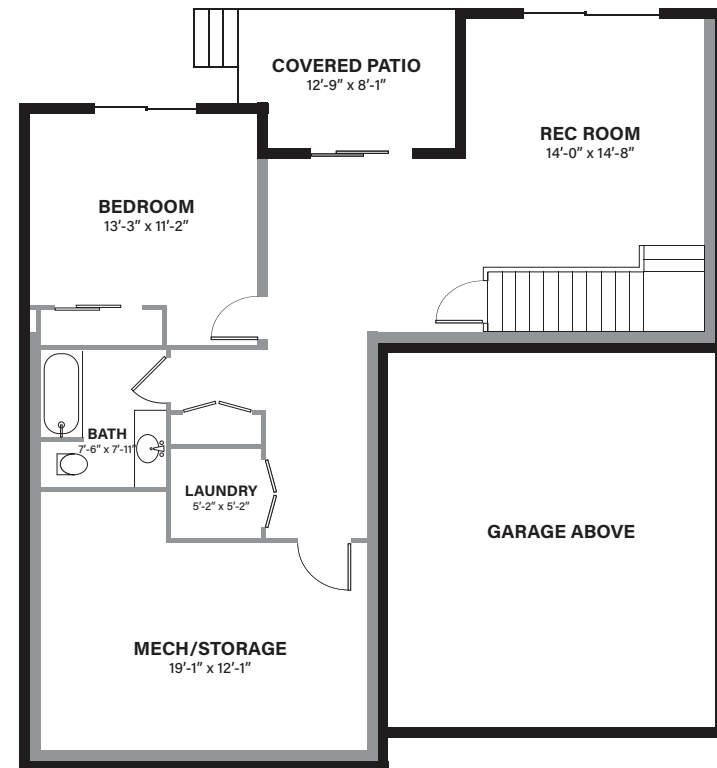 COVERED PATIO
12'-9" x 8'-1"
REC ROOM
14'-0" x 14'-8"
BEDROOM
13'-3" x 11'-2"
BATH
7'-6" x 7'-11"
LAUNDRY
5'-2" x 5'-2"
GARAGE ABOVE
MECH/STORAGE
19'-1" x 12'-1"